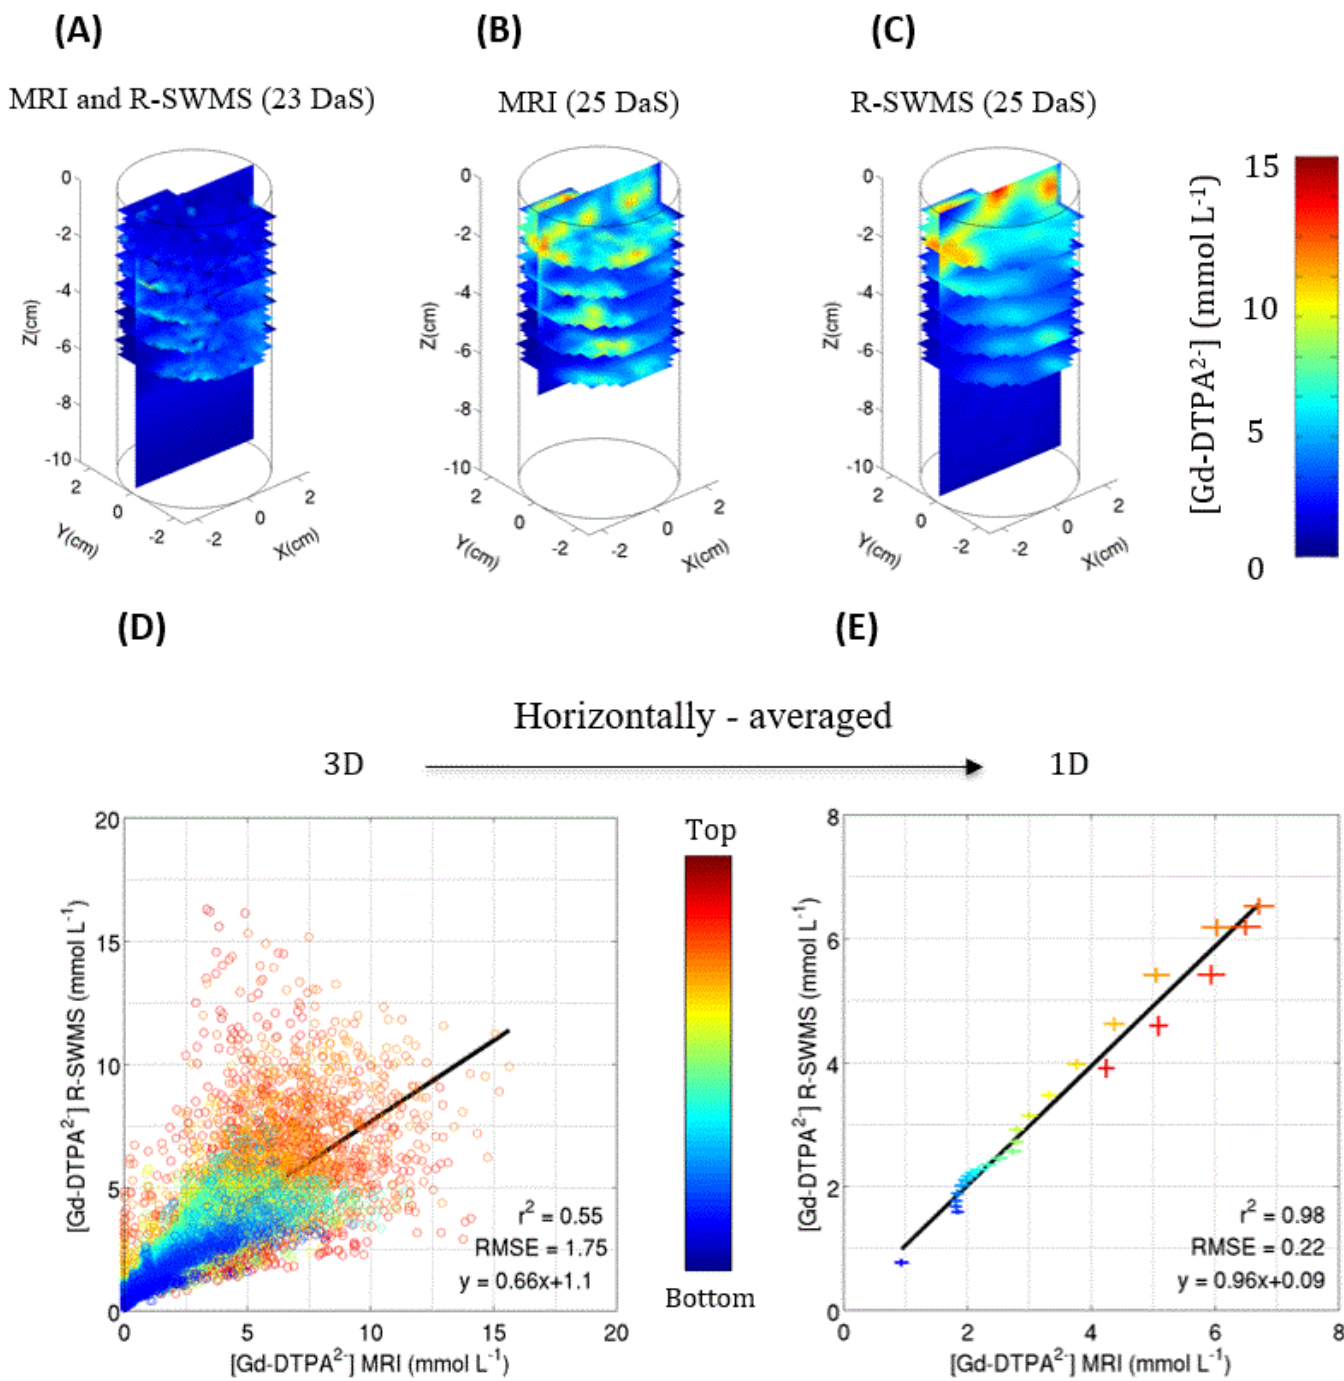 (A)
(B)
(C)
MRI and R-SWMS (23 DaS)
MRI (25 DaS)
R-SWMS (25 DaS)
0
-2
-4
-6
-8
-10
Z(cm)
2
0
-2
Y(cm)
-2
0
2
X(cm)
0
-2
-4
-6
-8
-10
Z(cm)
2
0
-2
Y(cm)
-2
0
2
X(cm)
0
-2
-4
-6
-8
-10
Z(cm)
2
0
-2
Y(cm)
-2
0
2
X(cm)
[Gd-DTPA²⁻] (mmol L⁻¹)
15
10
5
0
(D)
(E)
Horizontally - averaged
3D
1D
20
15
10
5
0
[Gd-DTPA²⁻] R-SWMS (mmol L⁻¹)
r² = 0.55
RMSE = 1.75
y = 0.66x+1.1
0
5
10
15
20
[Gd-DTPA²⁻] MRI (mmol L⁻¹)
Top
Bottom
8
6
4
2
0
[Gd-DTPA²⁻] R-SWMS (mmol L⁻¹)
r² = 0.98
RMSE = 0.22
y = 0.96x+0.09
0
2
4
6
8
[Gd-DTPA²⁻] MRI (mmol L⁻¹)